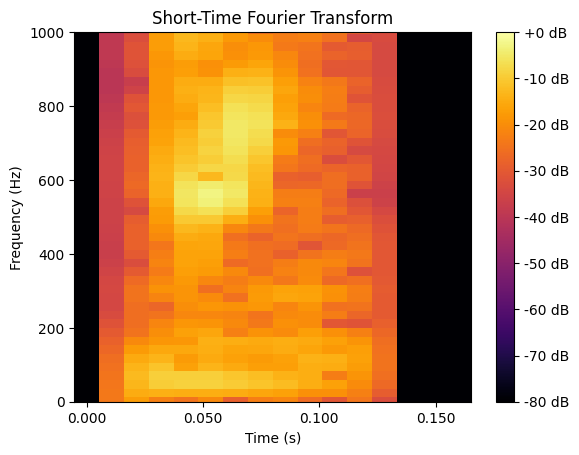 Short-Time Fourier Transform
Frequency (Hz)
1000
800
600
400
200
0
0.000
0.050
0.100
0.150
Time (s)
+0 dB
-10 dB
-20 dB
-30 dB
-40 dB
-50 dB
-60 dB
-70 dB
-80 dB